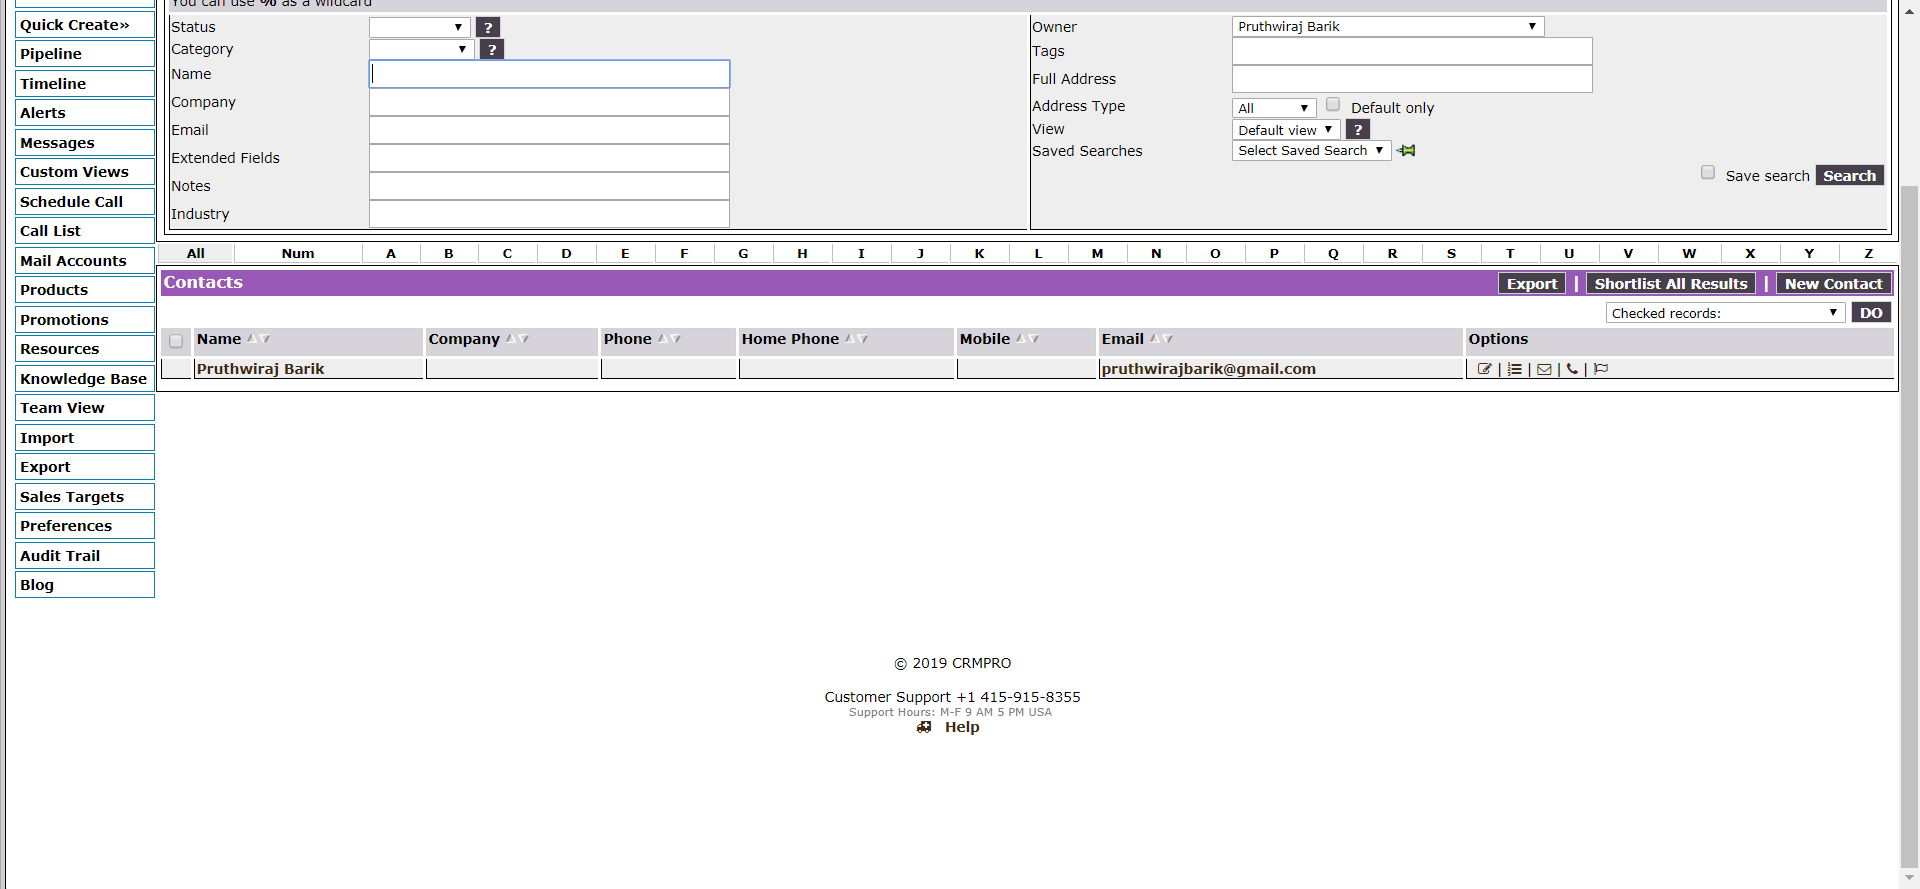 You can use % as a wildcard
Quick Create»
Pipeline
Timeline
Alerts
Messages
Custom Views
Schedule Call
Call List
Mail Accounts
Products
Promotions
Resources
Knowledge Base
Team View
Import
Export
Sales Targets
Preferences
Audit Trail
Blog
Status ?
Category ?
Name
Company
Email
Extended Fields
Notes
Industry
Owner Pruthwiraj Barik
Tags
Full Address
Address Type All Default only
View Default view ?
Saved Searches Select Saved Search
Save search Search
All Num A B C D E F G H I J K L M N O P Q R S T U V W X Y Z
Contacts Export | Shortlist All Results | New Contact
Checked records: DO
Name Company Phone Home Phone Mobile Email Options
Pruthwiraj Barik pruthwirajbarik@gmail.com | | | |
© 2019 CRMPRO
Customer Support +1 415-915-8355
Support Hours: M-F 9 AM 5 PM USA
Help